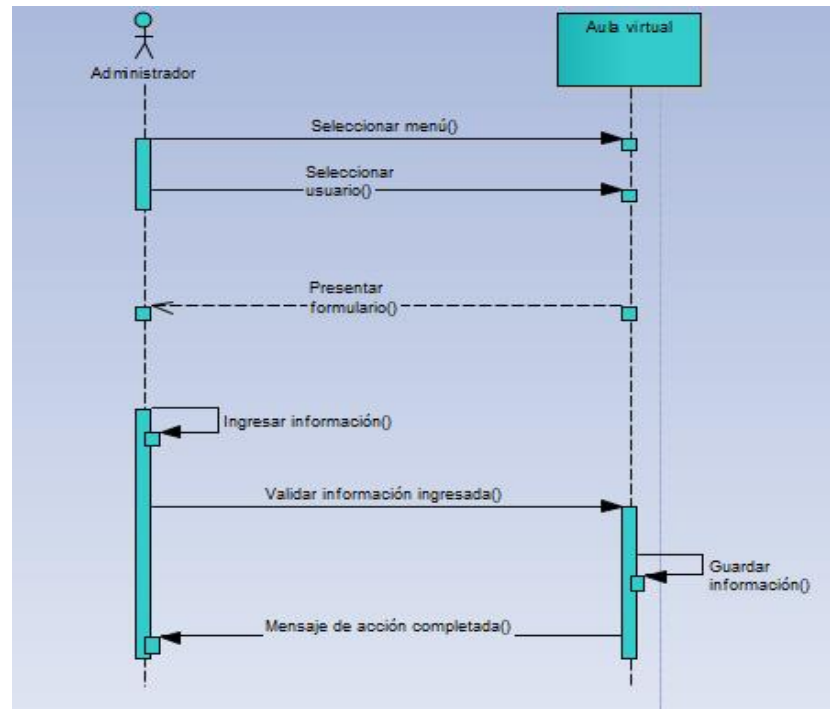 Administrador
Aula virtual
Seleccionar menú()
Seleccionar
usuario()
Presentar
formulario()
Ingresar información()
Validar información ingresada()
Guardar
información()
Mensaje de acción completada()